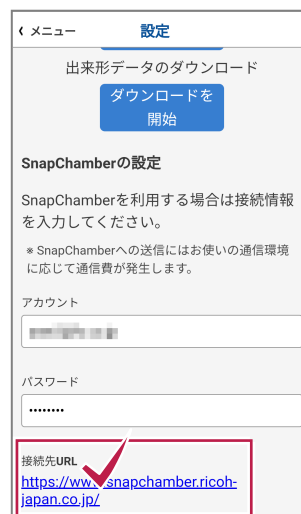 メニュー
設定
出来形データのダウンロード
ダウンロードを
開始
SnapChamberの設定
SnapChamberを利用する場合は接続情報
を入力してください。
※ SnapChamberへの送信にはお使いの通信環境
に応じて通信費が発生します。
アカウント
パスワード
••••••••
接続先URL
https://www.snapchamber.ricoh-
japan.co.jp/